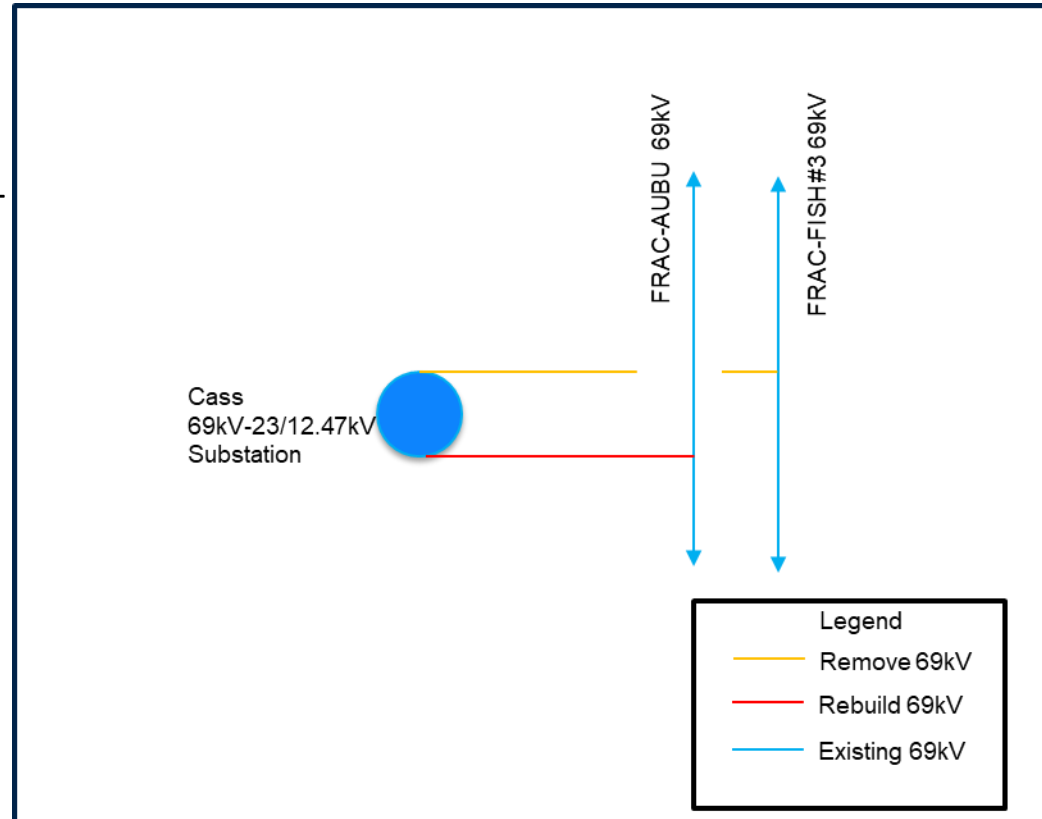 FRAC-AUBU 69kV
FRAC-FISH#3 69kV
Cass
69kV-23/12.47kV
Substation
Legend
Remove 69kV
Rebuild 69kV
Existing 69kV